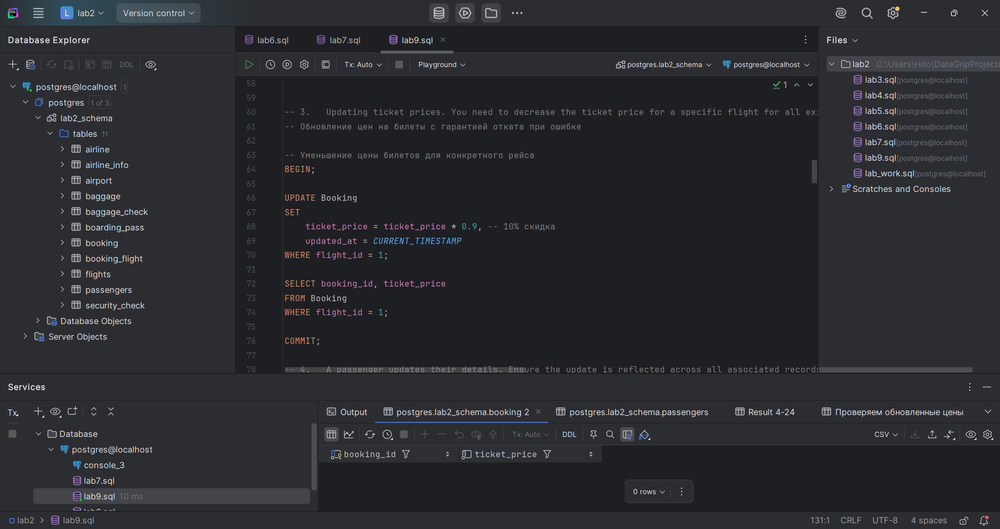 DG
L lab2 Version control
Database Explorer
lab6.sql lab7.sql lab9.sql
Files
DDL
Tx: Auto Playground postgres.lab2_schema postgres@localhost
lab2 C:\Users\Hito\DataGripProjects
postgres@localhost 1
postgres 1 of 3
lab2_schema
tables 11
airline
airline_info
airport
baggage
baggage_check
boarding_pass
booking
booking_flight
flights
passengers
security_check
Database Objects
Server Objects
1
58
59
60 -- 3. Updating ticket prices. You need to decrease the ticket price for a specific flight for all exi
61 -- Обновление цен на билеты с гарантией отката при ошибке
62
63 -- Уменьшение цены билетов для конкретного рейса
64 BEGIN;
65
66 UPDATE Booking
67 SET
68 ticket_price = ticket_price * 0.9, -- 10% скидка
69 updated_at = CURRENT_TIMESTAMP
70 WHERE flight_id = 1;
71
72 SELECT booking_id, ticket_price
73 FROM Booking
74 WHERE flight_id = 1;
75
76 COMMIT;
77
78 -- 4. A passenger updates their details. Ensure the update is reflected across all associated records
lab3.sql [postgres@localhost]
lab4.sql [postgres@localhost]
lab5.sql [postgres@localhost]
lab6.sql [postgres@localhost]
lab7.sql [postgres@localhost]
lab9.sql [postgres@localhost]
lab_work.sql [postgres@localhost]
Scratches and Consoles
Services
Tx
Database
postgres@localhost
console_3
lab7.sql
lab9.sql 10 ms
lab6.sql
Output postgres.lab2_schema.booking 2 postgres.lab2_schema.passengers Result 4-24 Проверяем обновленные цены
Tx: Auto DDL CSV
booking_id ticket_price
0 rows
lab2 > lab9.sql
131:1 CRLF UTF-8 4 spaces